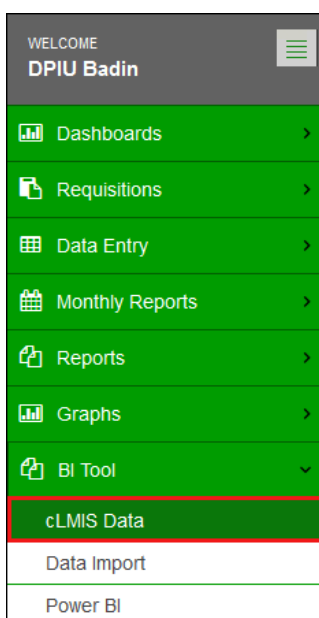 WELCOME
DPIU Badin
Dashboards
Requisitions
Data Entry
Monthly Reports
Reports
Graphs
BI Tool
cLMIS Data
Data Import
Power BI